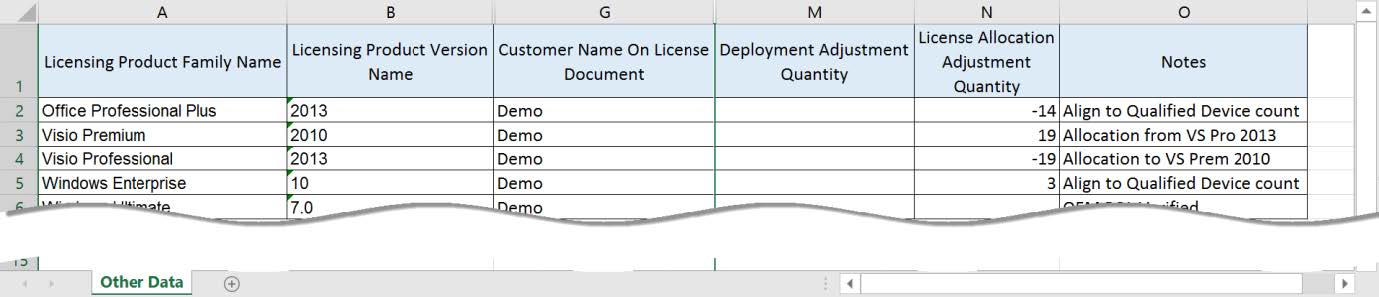 A B G M N O
1 Licensing Product Family Name Licensing Product Version Name Customer Name On License Document Deployment Adjustment Quantity License Allocation Adjustment Quantity Notes
2 Office Professional Plus 2013 Demo -14 Align to Qualified Device count
3 Visio Premium 2010 Demo 19 Allocation from VS Pro 2013
4 Visio Professional 2013 Demo -19 Allocation to VS Prem 2010
5 Windows Enterprise 10 Demo 3 Align to Qualified Device count
6 7.0 Demo
15
Other Data